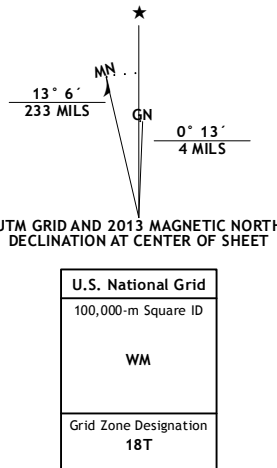 ★
MN
13° 6´
233 MILS
GN
0° 13´
4 MILS
UTM GRID AND 2013 MAGNETIC NORTH
DECLINATION AT CENTER OF SHEET
U.S. National Grid
100,000-m Square ID
WM
Grid Zone Designation
18T